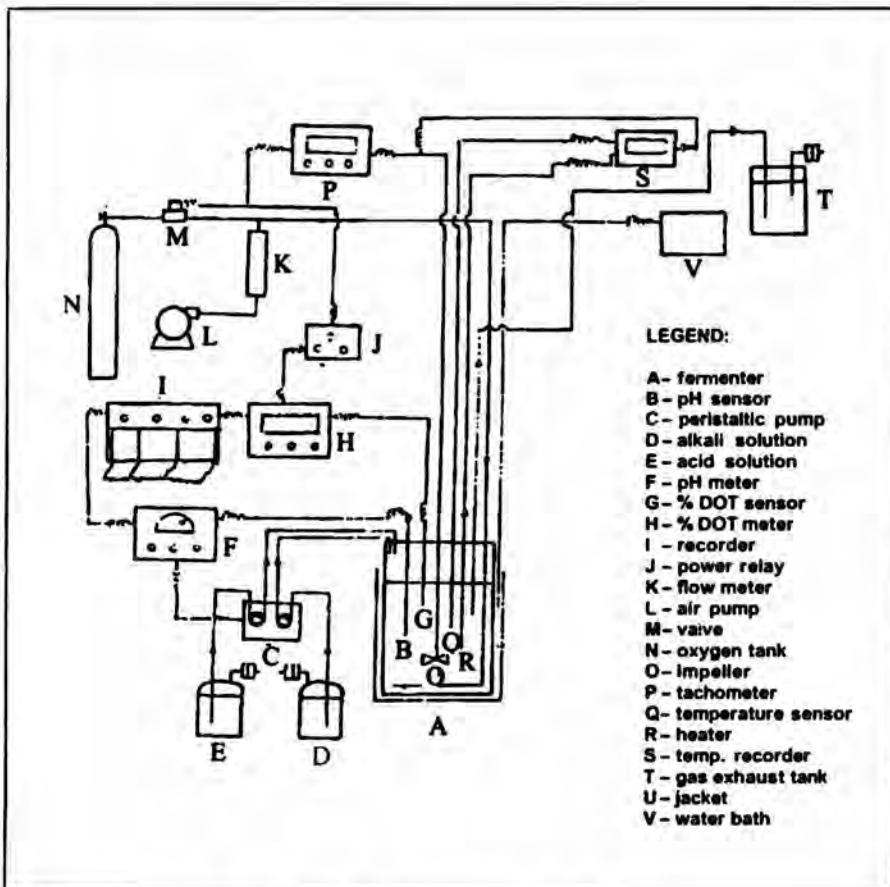 P
S
T
M
K
V
N
L
J
I
H
F
G
B
Q
R
O
C
A
E
D
LEGEND:
A – fermenter
B – pH sensor
C – peristaltic pump
D – alkali solution
E – acid solution
F – pH meter
G – % DOT sensor
H – % DOT meter
I – recorder
J – power relay
K – flow meter
L – air pump
M – valve
N – oxygen tank
O – impeller
P – tachometer
Q – temperature sensor
R – heater
S – temp. recorder
T – gas exhaust tank
U – jacket
V – water bath